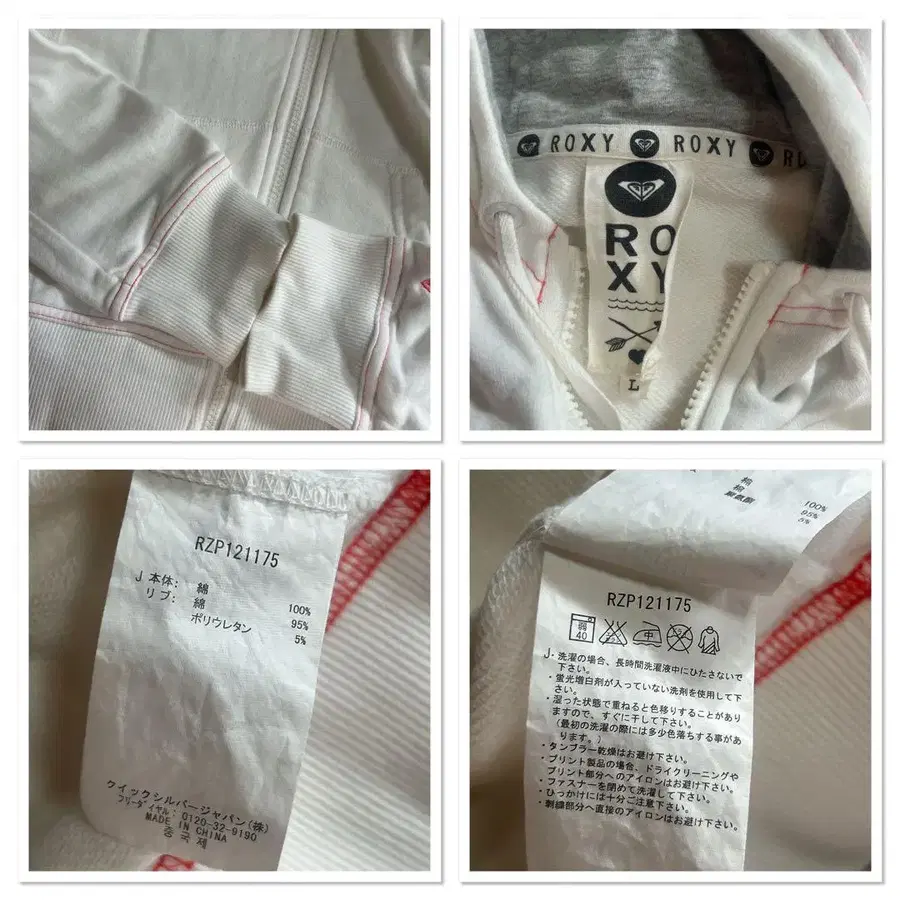 ROXY ROXY
RO
XY
L
RZP121175
J 本体: 綿 100%
リブ: 綿 95%
ポリウレタン 5%
クイックシルバージャパン(株)
フリーダイヤル: 0120-32-9190
MADE IN CHINA
중국제
綿 100%
綿 95%
5%
RZP121175
弱
40
中
J・洗濯の場合、長時間洗濯液中にひたさないで
下さい。
・蛍光増白剤が入っていない洗剤を使用して下
さい。
・湿った状態で重ねると色移りすることがあり
ますので、すぐに干して下さい。
(最初の洗濯の際には多少色落ちする事があ
ります。)
・タンブラー乾燥はお避け下さい。
・プリント製品の場合、ドライクリーニングや
プリント部分へのアイロンはお避け下さい。
・ファスナーを閉めて洗濯して下さい。
・ひっかけには十分ご注意下さい。
・刺繍部分へ直接のアイロンはお避け下さい。